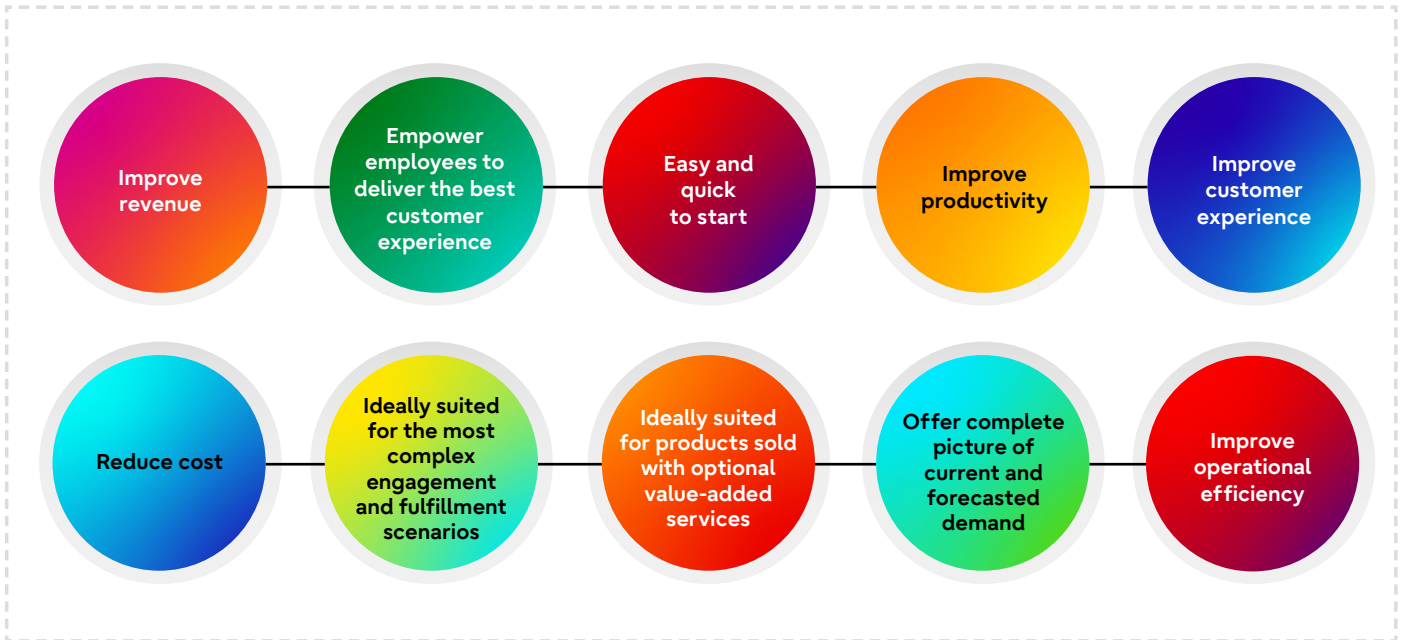 Improve
revenue
Empower
employees to
deliver the best
customer
experience
Easy and
quick
to start
Improve
productivity
Improve
customer
experience
Reduce cost
Ideally suited
for the most
complex
engagement
and fulfillment
scenarios
Ideally suited
for products sold
with optional
value-added
services
Offer complete
picture of
current and
forecasted
demand
Improve
operational
efficiency